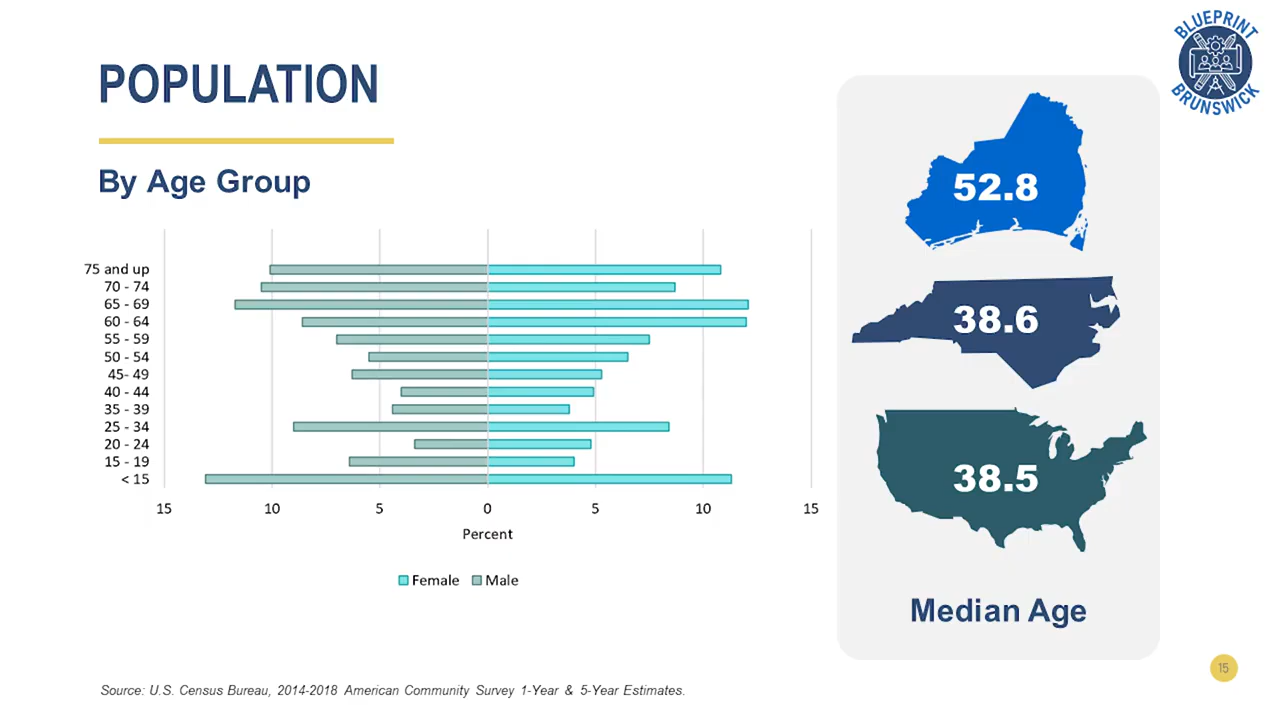 BLUEPRINT
BRUNSWICK
POPULATION
By Age Group
75 and up
70 - 74
65 - 69
60 - 64
55 - 59
50 - 54
45- 49
40 - 44
35 - 39
25 - 34
20 - 24
15 - 19
< 15
15 10 5 0 5 10 15
Percent
Female Male
52.8
38.6
38.5
Median Age
15
Source: U.S. Census Bureau, 2014-2018 American Community Survey 1-Year & 5-Year Estimates.